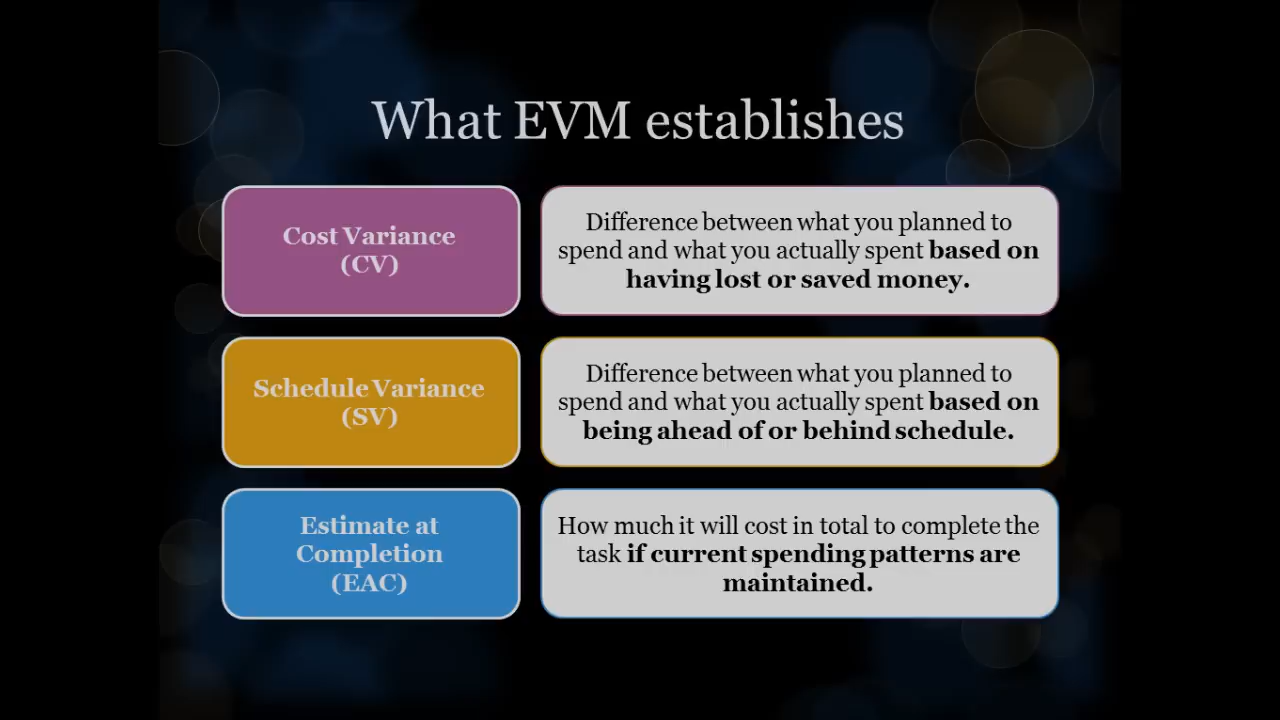 What EVM establishes
Cost Variance
(CV)
Difference between what you planned to
spend and what you actually spent based on
having lost or saved money.
Schedule Variance
(SV)
Difference between what you planned to
spend and what you actually spent based on
being ahead of or behind schedule.
Estimate at
Completion
(EAC)
How much it will cost in total to complete the
task if current spending patterns are
maintained.